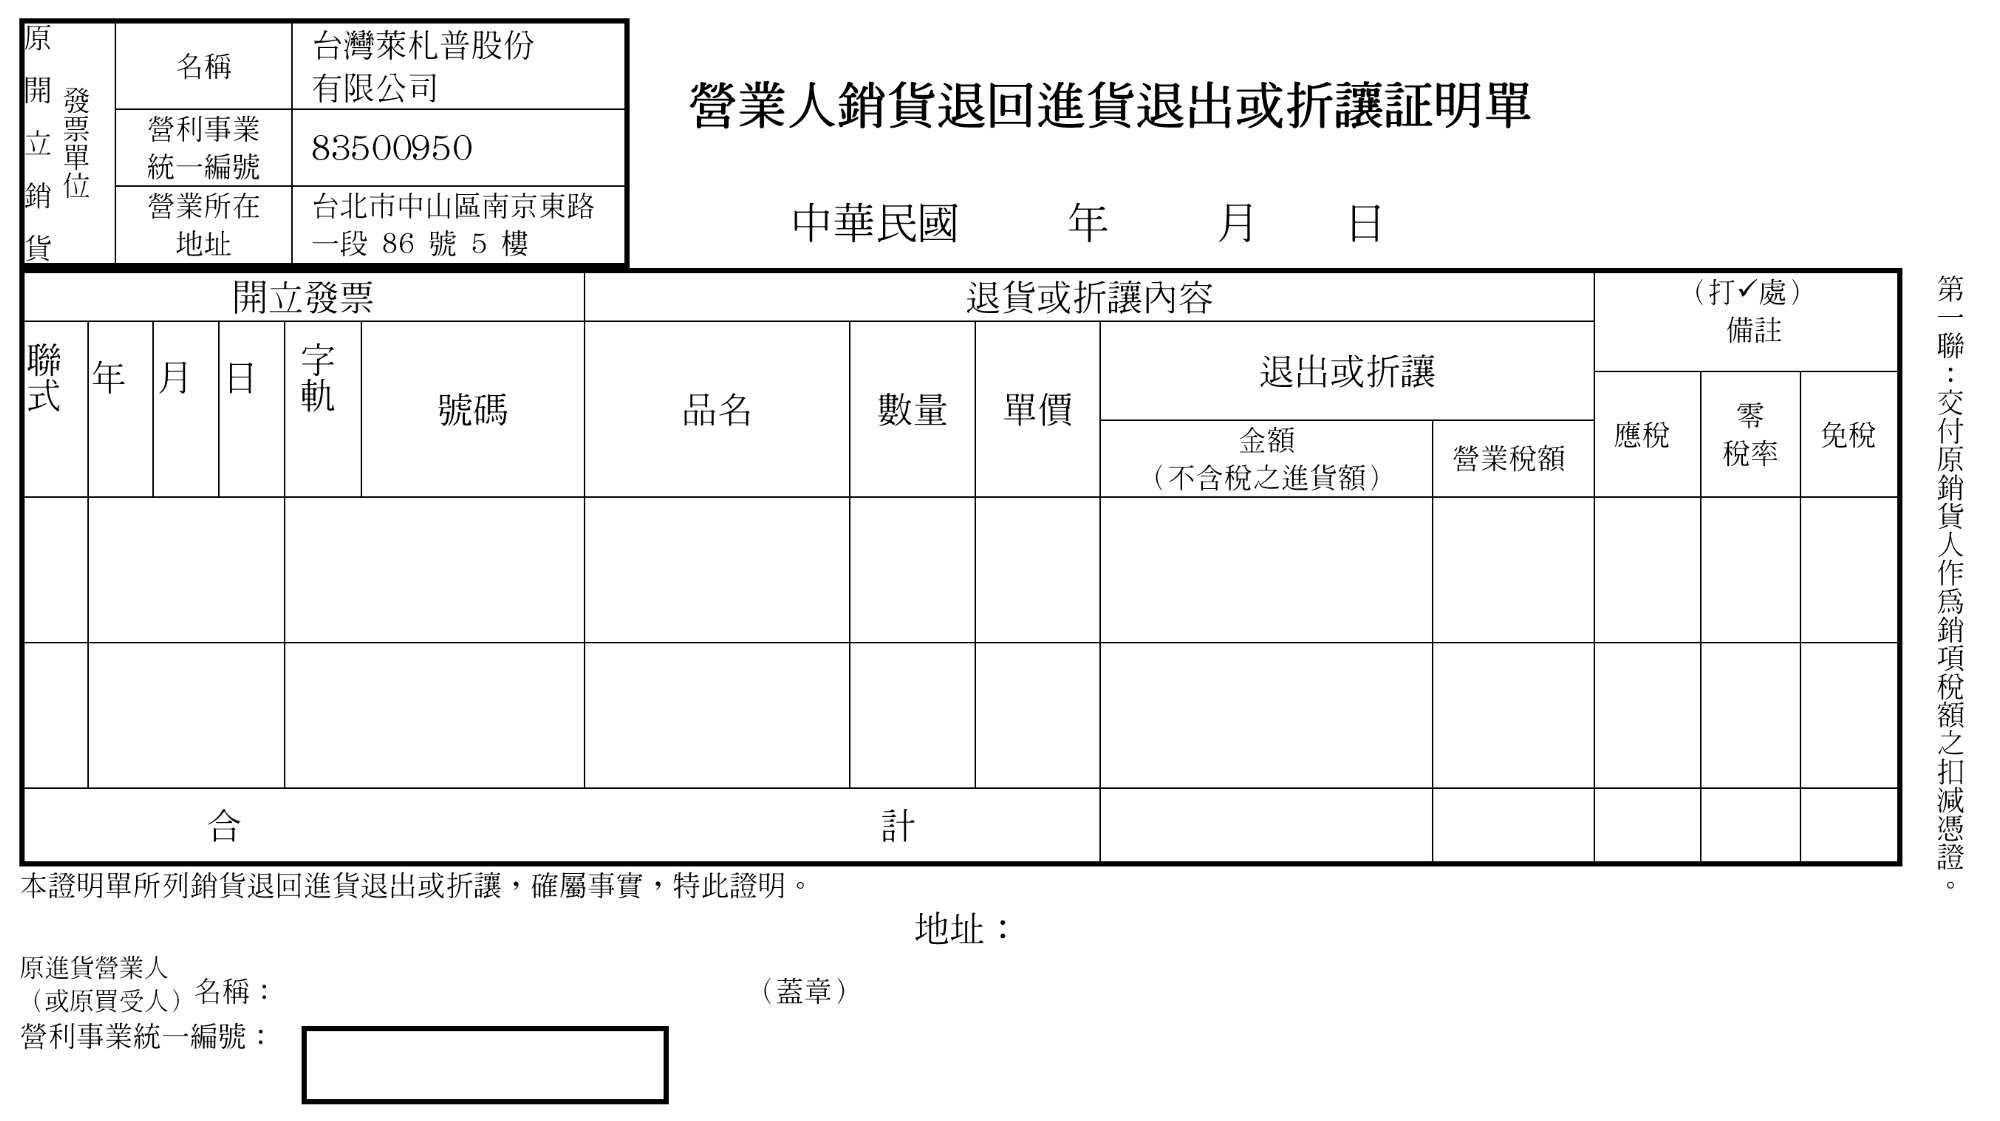 原開立銷貨
發票單位
名稱
台灣萊札普股份
有限公司
營利事業
統一編號
83500950
營業所在
地址
台北市中山區南京東路
一段 86 號 5 樓
營業人銷貨退回進貨退出或折讓証明單
中華民國 年 月 日
開立發票
退貨或折讓內容
（打✓處）
備註
聯式
年
月
日
字軌
號碼
品名
數量
單價
退出或折讓
金額
（不含稅之進貨額）
營業稅額
應稅
零
稅率
免稅
合 計
第一聯：交付原銷貨人作為銷項稅額之扣減憑證。
本證明單所列銷貨退回進貨退出或折讓，確屬事實，特此證明。
地址：
原進貨營業人
（或原買受人）
名稱：
（蓋章）
營利事業統一編號：